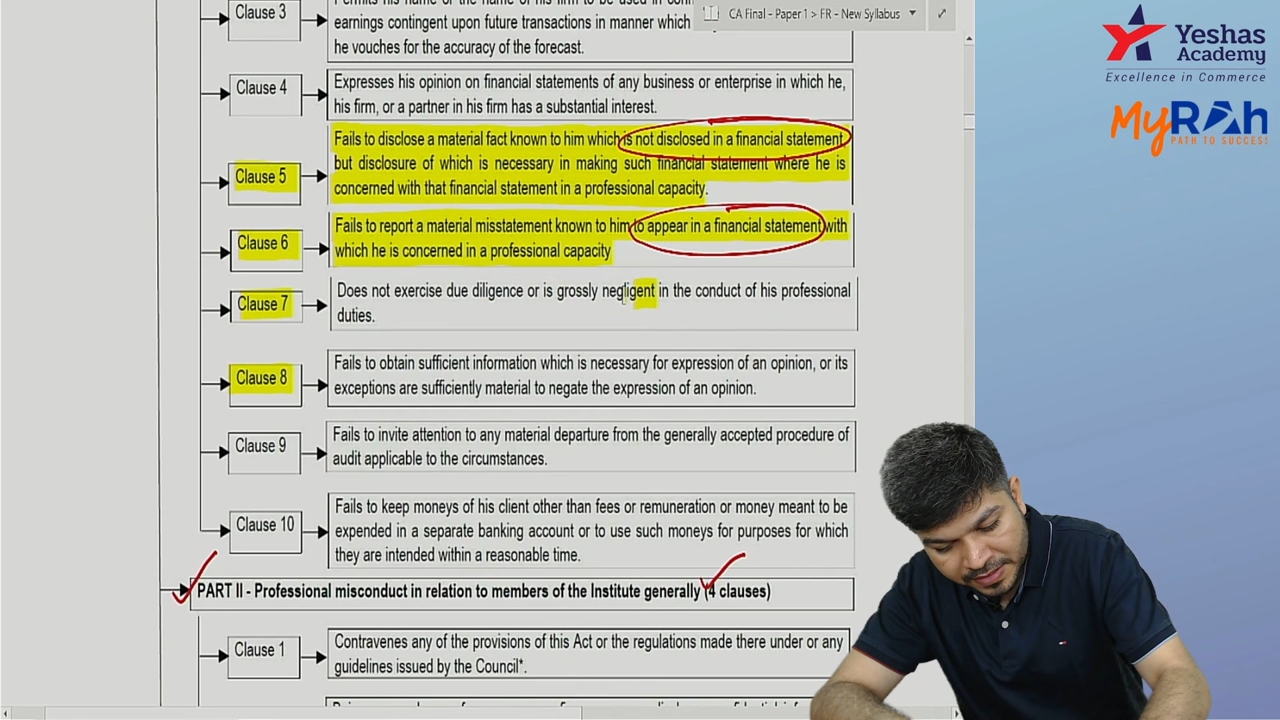 Clause 3
earnings contingent upon future transactions in manner which
he vouches for the accuracy of the forecast.
CA Final - Paper 1 > FR - New Syllabus
Yeshas
Academy
Excellence in Commerce
MyRAh
PATH TO SUCCESS
Clause 4
Expresses his opinion on financial statements of any business or enterprise in which he,
his firm, or a partner in his firm has a substantial interest.
Clause 5
Fails to disclose a material fact known to him which is not disclosed in a financial statement,
but disclosure of which is necessary in making such financial statement where he is
concerned with that financial statement in a professional capacity.
Clause 6
Fails to report a material misstatement known to him to appear in a financial statement with
which he is concerned in a professional capacity
Clause 7
Does not exercise due diligence or is grossly negligent in the conduct of his professional
duties.
Clause 8
Fails to obtain sufficient information which is necessary for expression of an opinion, or its
exceptions are sufficiently material to negate the expression of an opinion.
Clause 9
Fails to invite attention to any material departure from the generally accepted procedure of
audit applicable to the circumstances.
Clause 10
Fails to keep moneys of his client other than fees or remuneration or money meant to be
expended in a separate banking account or to use such moneys for purposes for which
they are intended within a reasonable time.
PART II - Professional misconduct in relation to members of the Institute generally (4 clauses)
Clause 1
Contravenes any of the provisions of this Act or the regulations made there under or any
guidelines issued by the Council*.